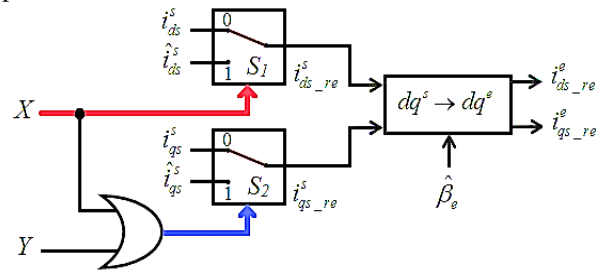 i^s_ds 0
î^s_ds 1 S1 i^s_ds_re
i^e_ds_re
X
dq^s → dq^e
i^e_qs_re
i^s_qs 0
î^s_qs 1 S2 i^s_qs_re
β̂_e
Y